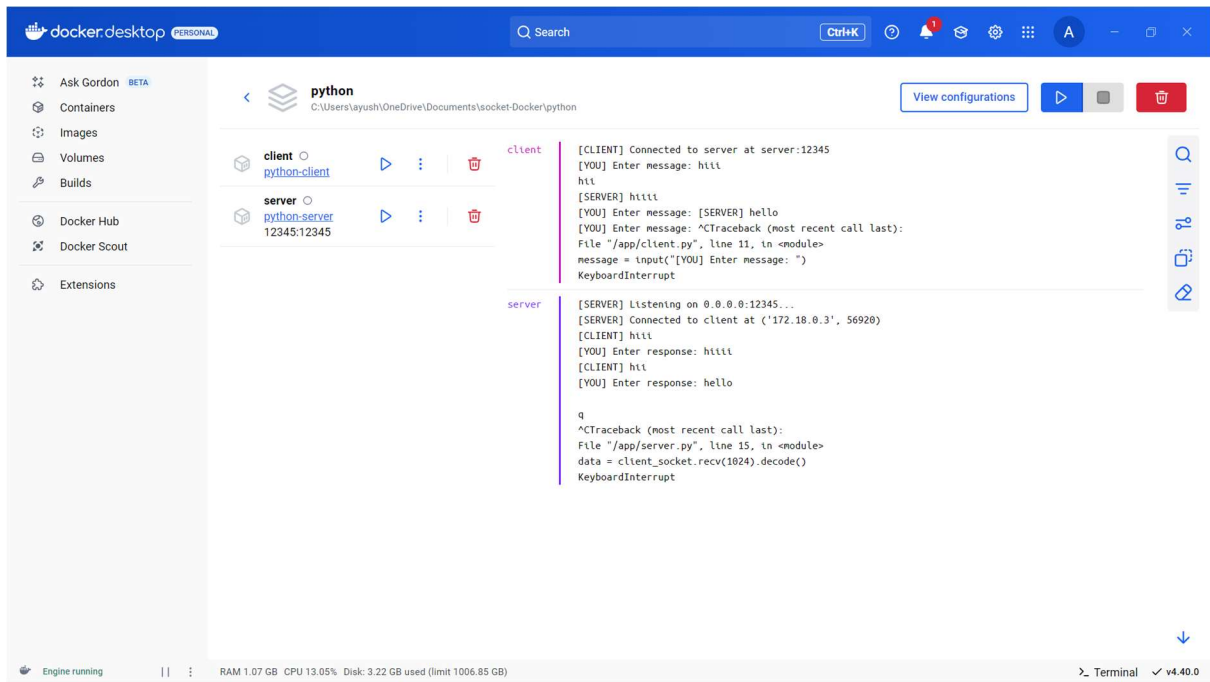 docker.desktop PERSONAL
Search
Ctrl+K
1
A
Ask Gordon BETA
Containers
Images
Volumes
Builds
Docker Hub
Docker Scout
Extensions
python
C:\Users\ayush\OneDrive\Documents\socket-Docker\python
View configurations
client
python-client
server
python-server
12345:12345
client
[CLIENT] Connected to server at server:12345
[YOU] Enter message: hiii
hii
[SERVER] hiiii
[YOU] Enter message: [SERVER] hello
[YOU] Enter message: ^CTraceback (most recent call last):
File "/app/client.py", line 11, in <module>
message = input("[YOU] Enter message: ")
KeyboardInterrupt
server
[SERVER] Listening on 0.0.0.0:12345...
[SERVER] Connected to client at ('172.18.0.3', 56920)
[CLIENT] hiii
[YOU] Enter response: hiiii
[CLIENT] hii
[YOU] Enter response: hello
q
^CTraceback (most recent call last):
File "/app/server.py", line 15, in <module>
data = client_socket.recv(1024).decode()
KeyboardInterrupt
Engine running
RAM 1.07 GB CPU 13.05% Disk: 3.22 GB used (limit 1006.85 GB)
>_ Terminal
v4.40.0